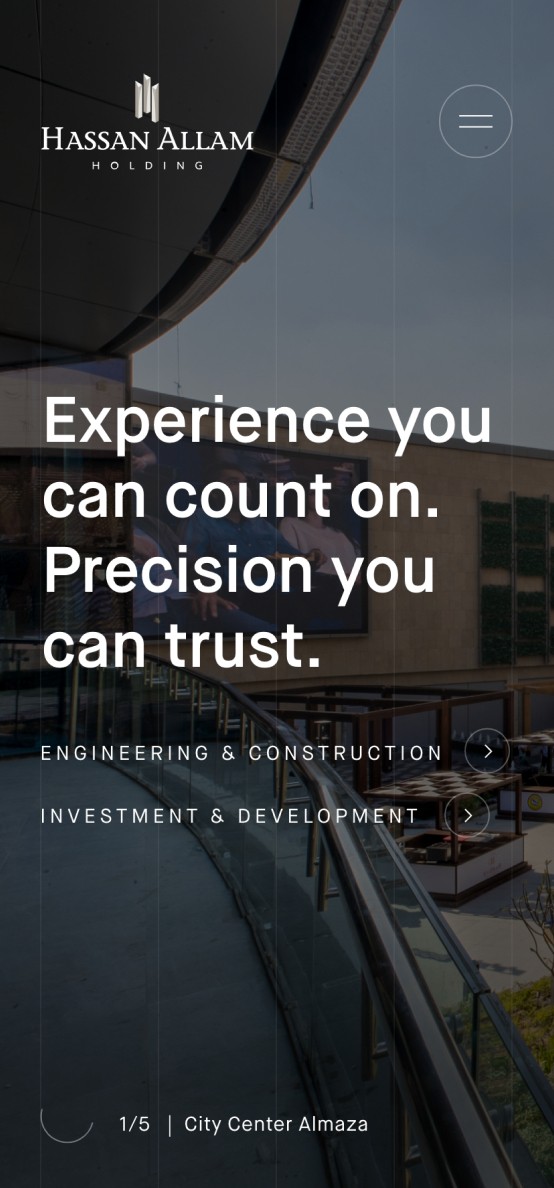 HASSAN ALLAM
HOLDING
Experience you
can count on.
Precision you
can trust.
ENGINEERING & CONSTRUCTION
INVESTMENT & DEVELOPMENT
1/5 | City Center Almaza